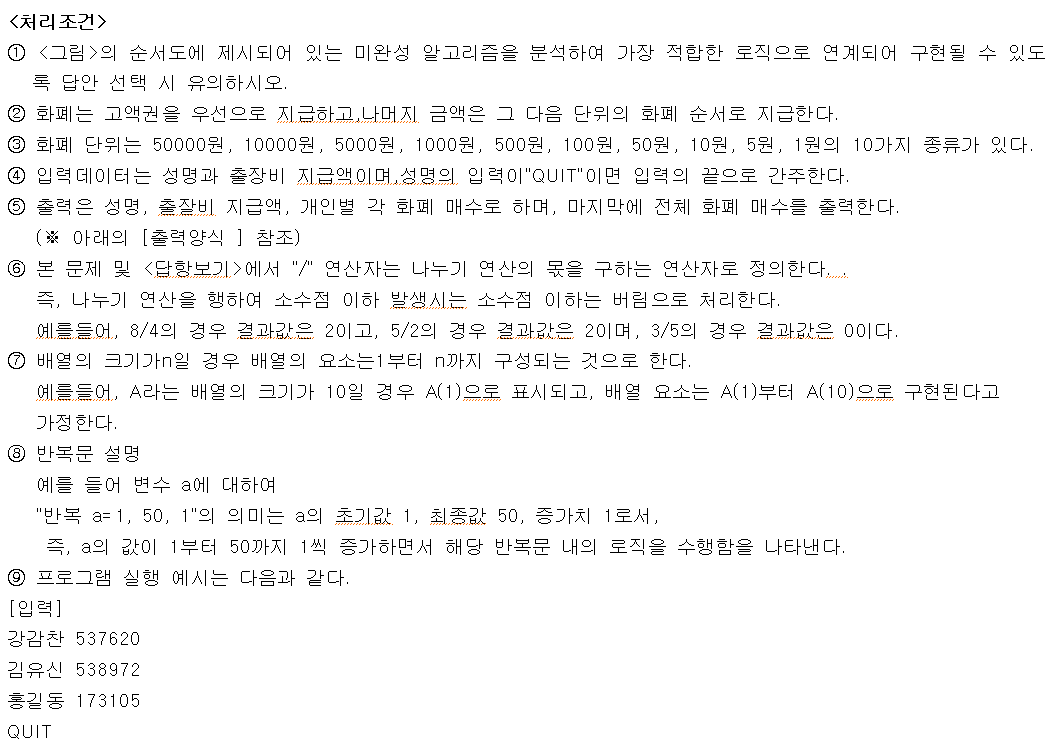 <처리조건>
① <그림>의 순서도에 제시되어 있는 미완성 알고리즘을 분석하여 가장 적합한 로직으로 연계되어 구현될 수 있도
록 답안 선택 시 유의하시오.
② 화폐는 고액권을 우선으로 지급하고,나머지 금액은 그 다음 단위의 화폐 순서로 지급한다.
③ 화폐 단위는 50000원, 10000원, 5000원, 1000원, 500원, 100원, 50원, 10원, 5원, 1원의 10가지 종류가 있다.
④ 입력데이터는 성명과 출장비 지급액이며,성명의 입력이"QUIT"이면 입력의 끝으로 간주한다.
⑤ 출력은 성명, 출잘비 지급액, 개인별 각 화폐 매수로 하며, 마지막에 전체 화폐 매수를 출력한다.
(※ 아래의 [출력양식 ] 참조)
⑥ 본 문제 및 <답항보기>에서 "/" 연산자는 나누기 연산의 몫을 구하는 연산자로 정의한다. .
즉, 나누기 연산을 행하여 소수점 이하 발생시는 소수점 이하는 버림으로 처리한다.
예틀들어, 8/4의 경우 결과값은 2이고, 5/2의 경우 결과값은 2이며, 3/5의 경우 결과값은 0이다.
⑦ 배열의 크기가n일 경우 배열의 요소는1부터 n까지 구성되는 것으로 한다.
예틀들어, A라는 배열의 크기가 10일 경우 A(1)으로 표시되고, 배열 요소는 A(1)부터 A(10)으로 구현된다고
가정한다.
⑧ 반복문 설명
예틀 들어 변수 a에 대하여
"반복 a=1, 50, 1"의 의미는 a의 초기값 1, 최종값 50, 증가치 1로서,
즉, a의 값이 1부터 50까지 1씩 증가하면서 해당 반복문 내의 로직을 수행함을 나타낸다.
⑨ 프로그램 실행 예시는 다음과 같다.
[입력]
강감찬 537620
김유신 538972
홍길동 173105
QUIT